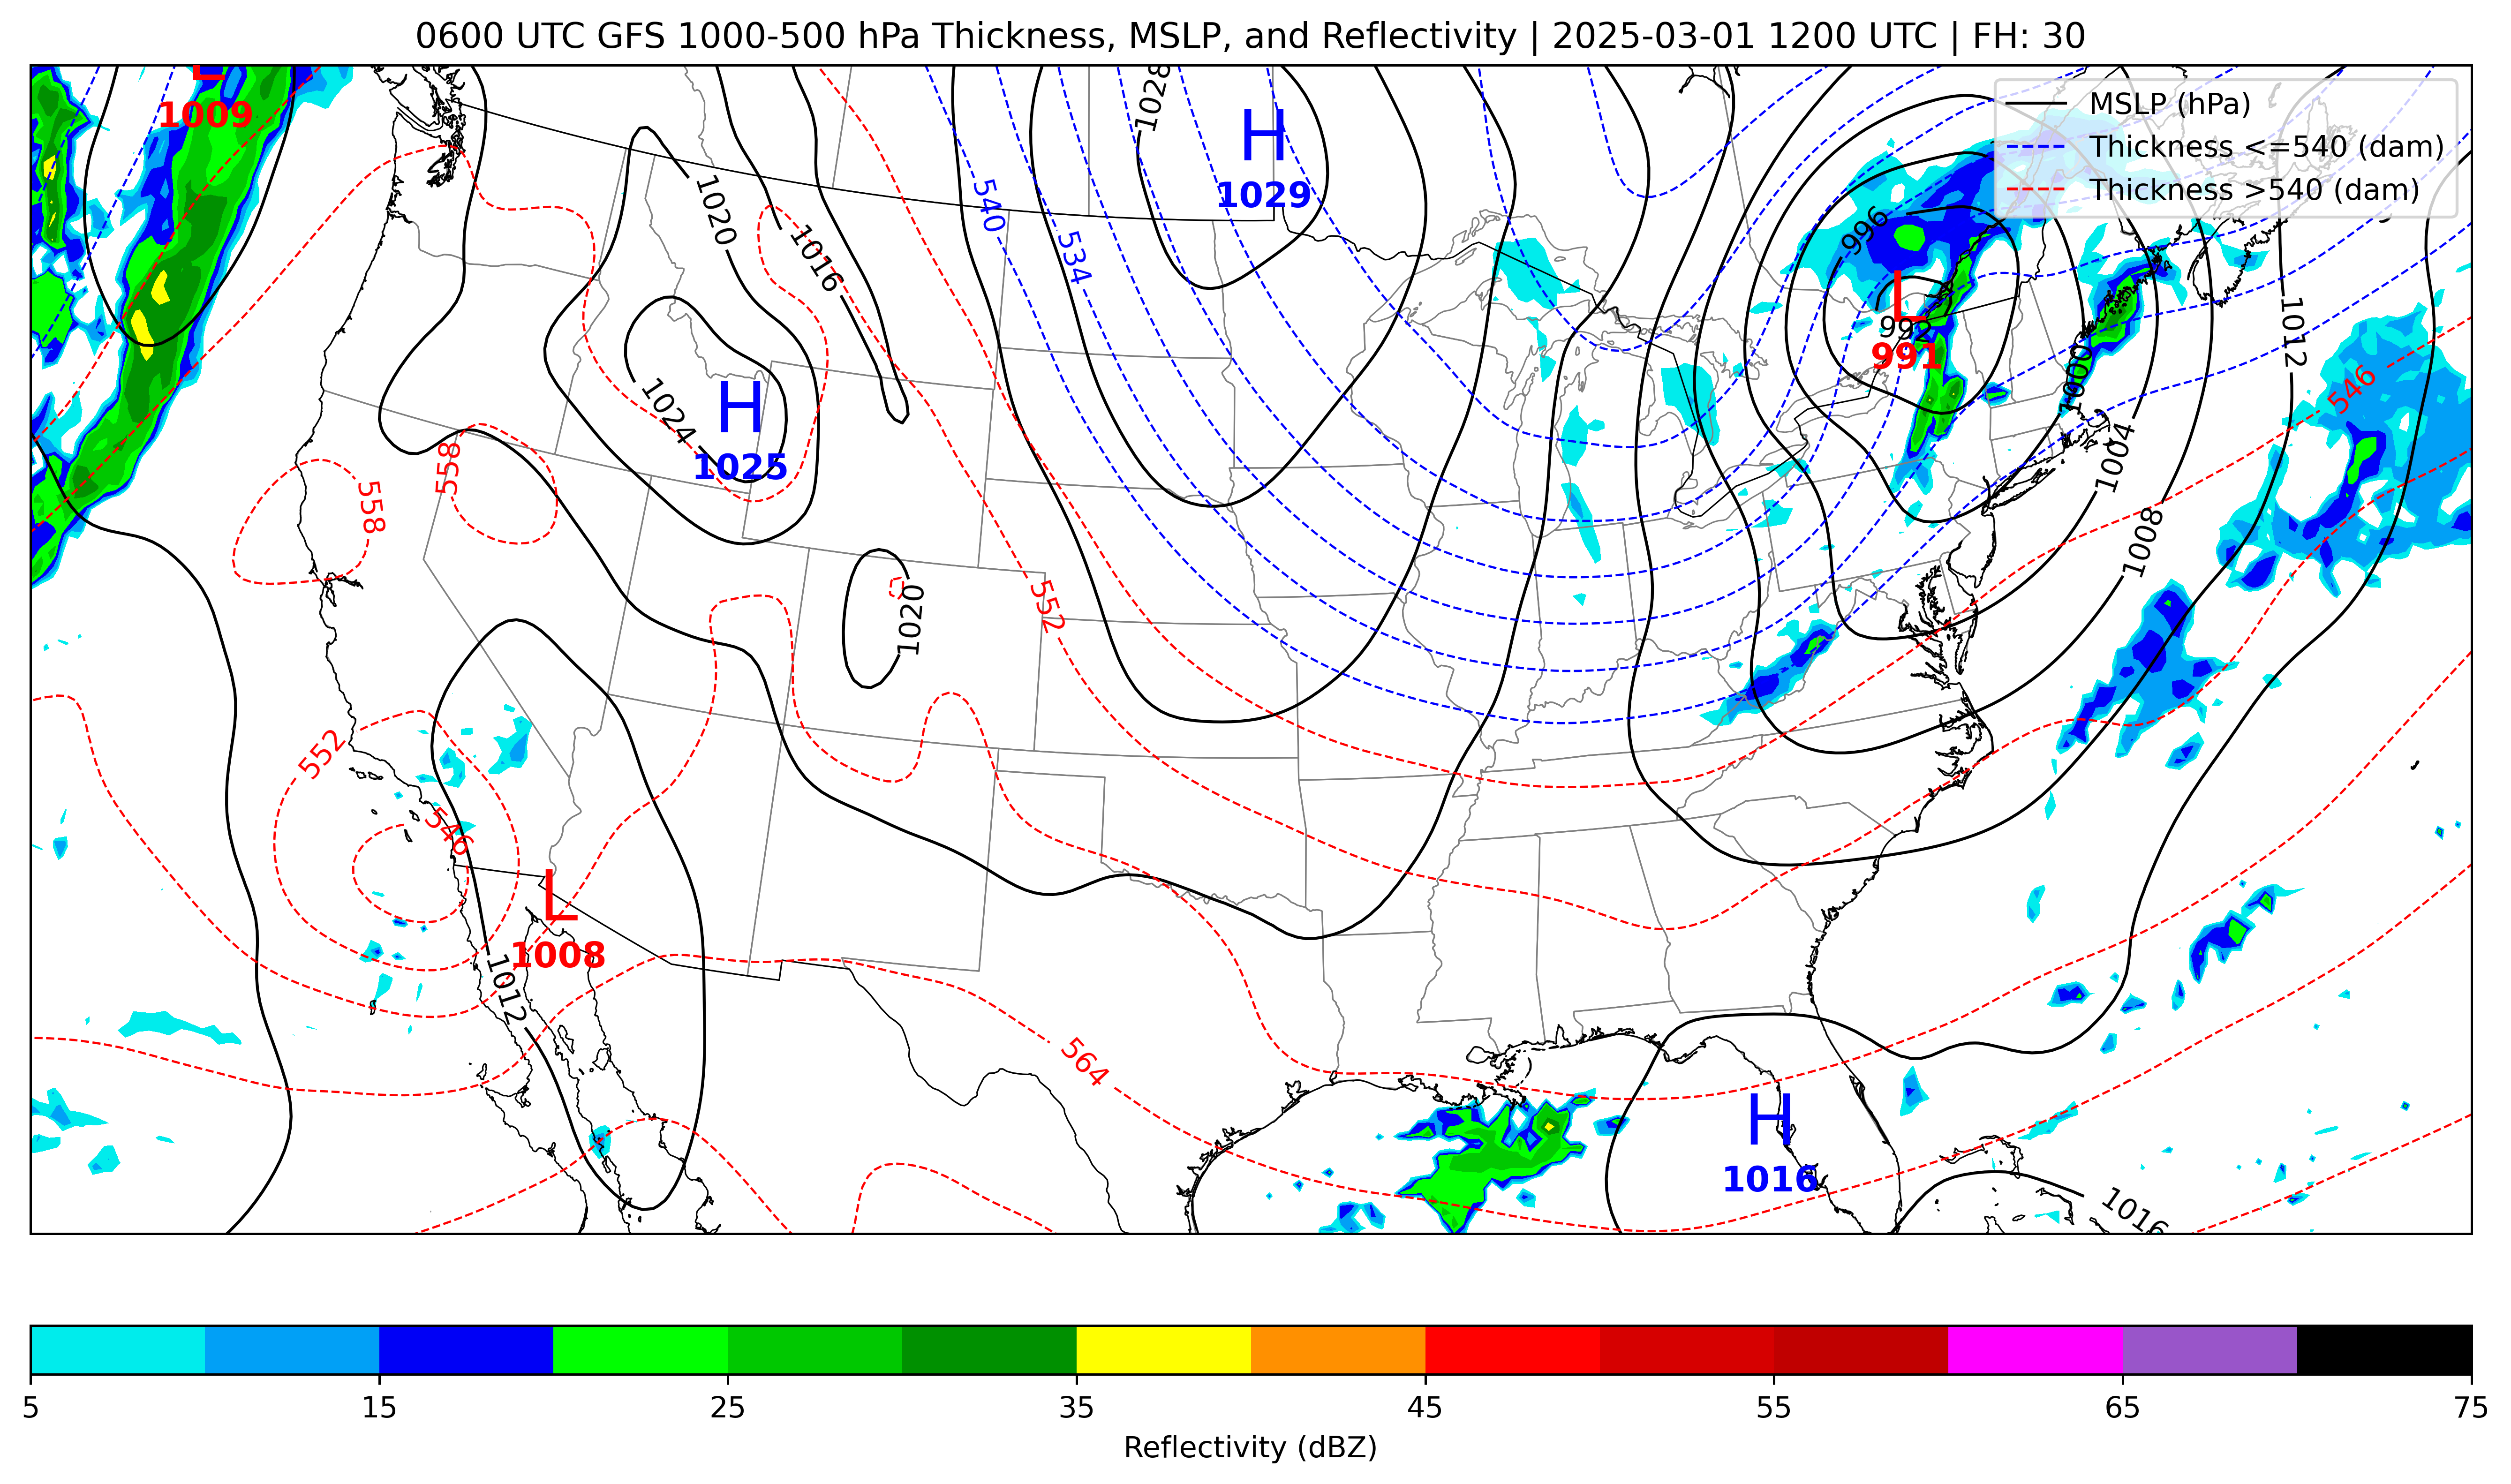 0600 UTC GFS 1000-500 hPa Thickness, MSLP, and Reflectivity | 2025-03-01 1200 UTC | FH: 30
L
1009
1028
H
1029
MSLP (hPa)
Thickness <=540 (dam)
Thickness >540 (dam)
1020
1016
540
534
996
L
992
991
1012
1000
546
1024
H
1025
558
558
1004
1008
552
1020
552
546
L
1008
1012
564
H
1016
1016
5 15 25 35 45 55 65 75
Reflectivity (dBZ)